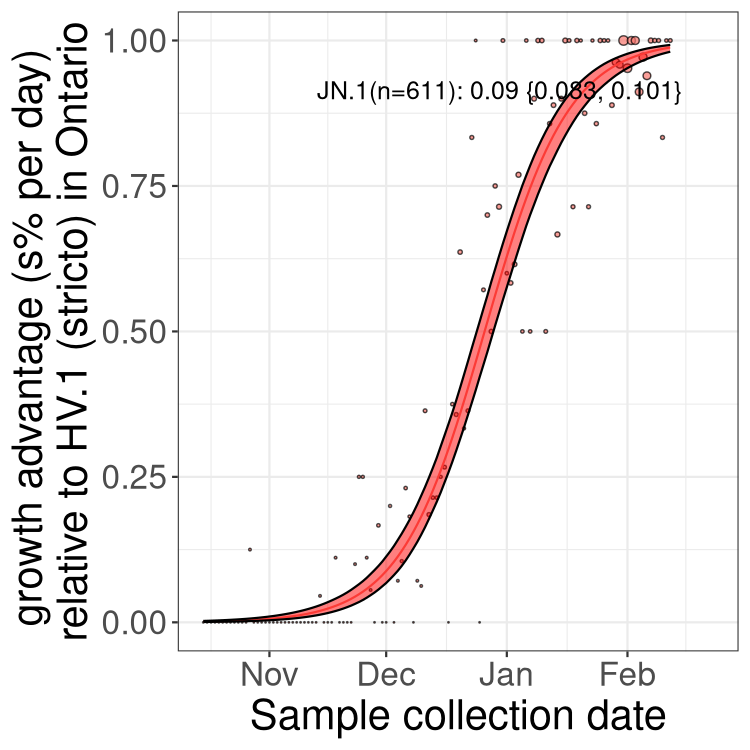 growth advantage (s% per day)
relative to HV.1 (stricto) in Ontario
1.00
0.75
0.50
0.25
0.00
JN.1(n=611): 0.09 {0.083, 0.101}
Nov Dec Jan Feb
Sample collection date